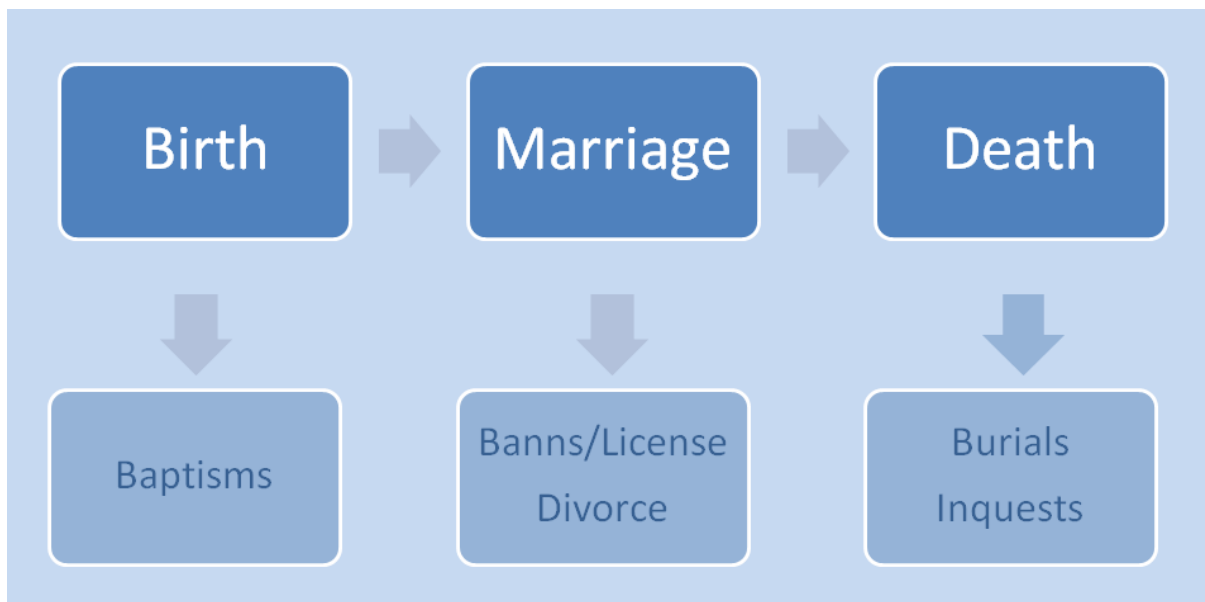 Birth
Marriage
Death
Baptisms
Banns/License
Divorce
Burials
Inquests